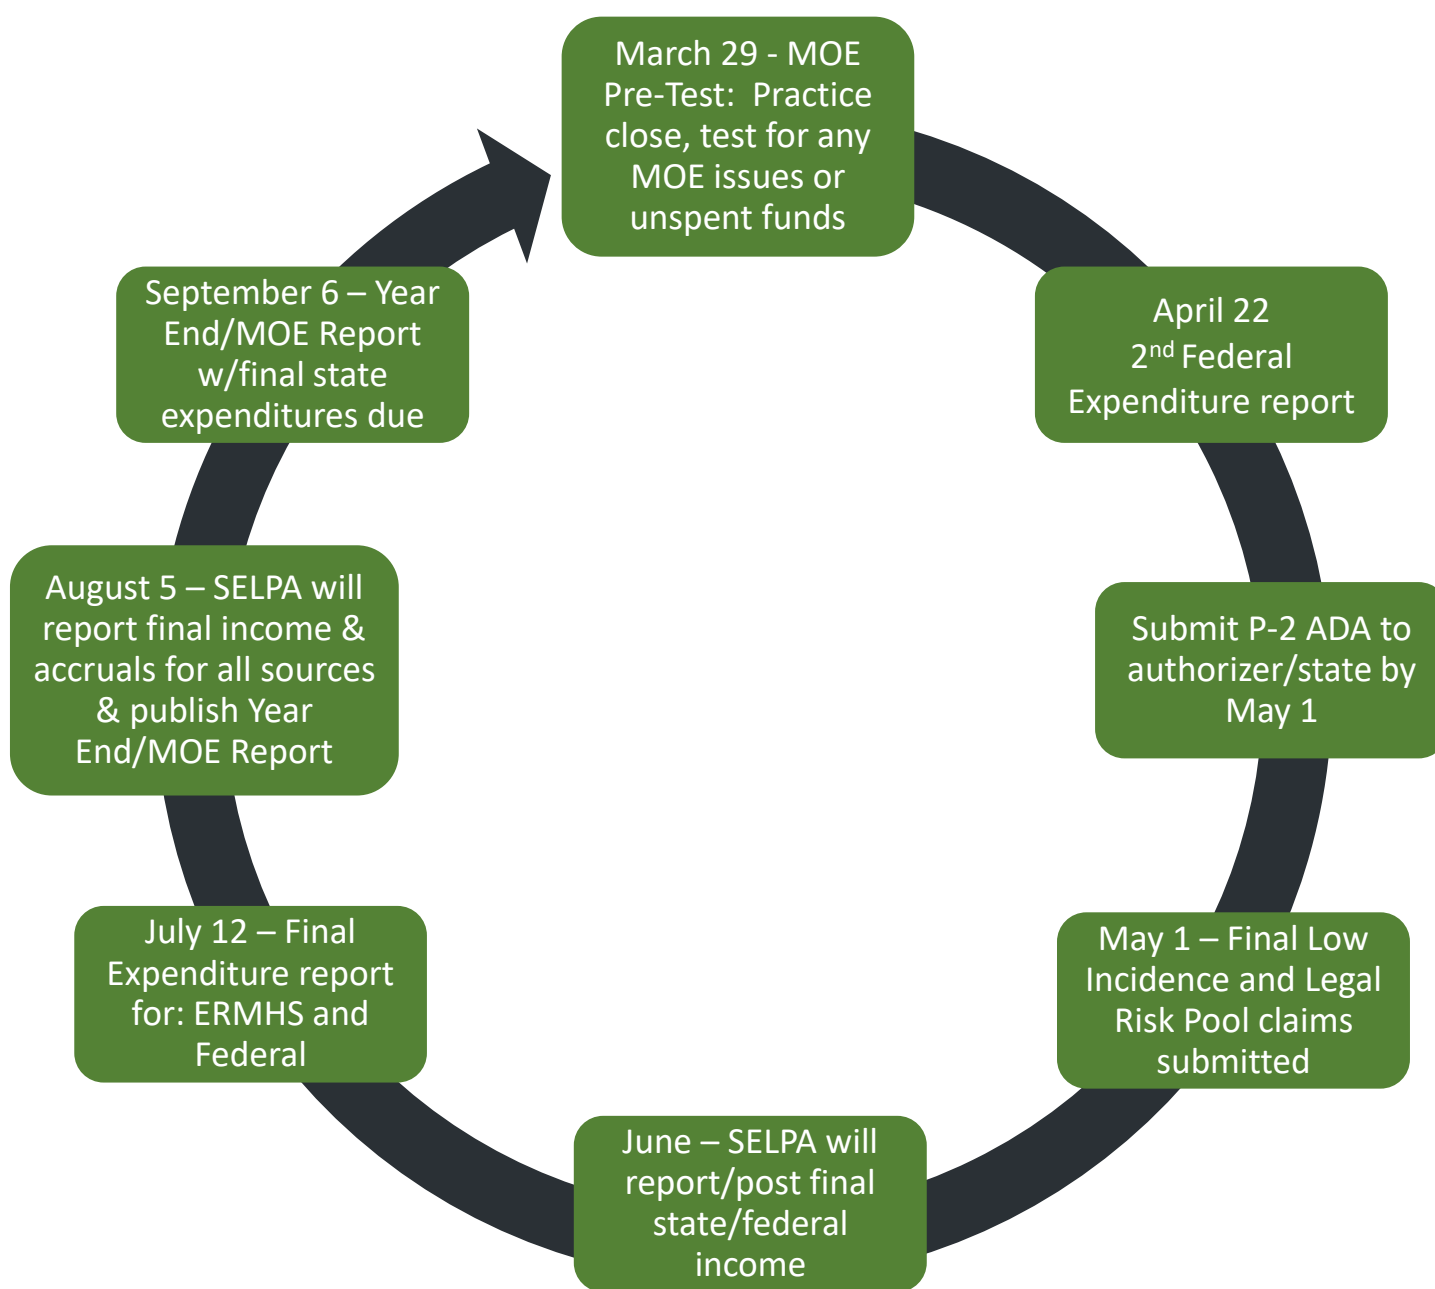 March 29 - MOE
Pre-Test:  Practice
close, test for any
MOE issues or
unspent funds
April 22
2nd Federal
Expenditure report
Submit P-2 ADA to
authorizer/state by
May 1
May 1 – Final Low
Incidence and Legal
Risk Pool claims
submitted
June – SELPA will
report/post final
state/federal
income
July 12 – Final
Expenditure report
for: ERMHS and
Federal
August 5 – SELPA will
report final income &
accruals for all sources
& publish Year
End/MOE Report
September 6 – Year
End/MOE Report
w/final state
expenditures due